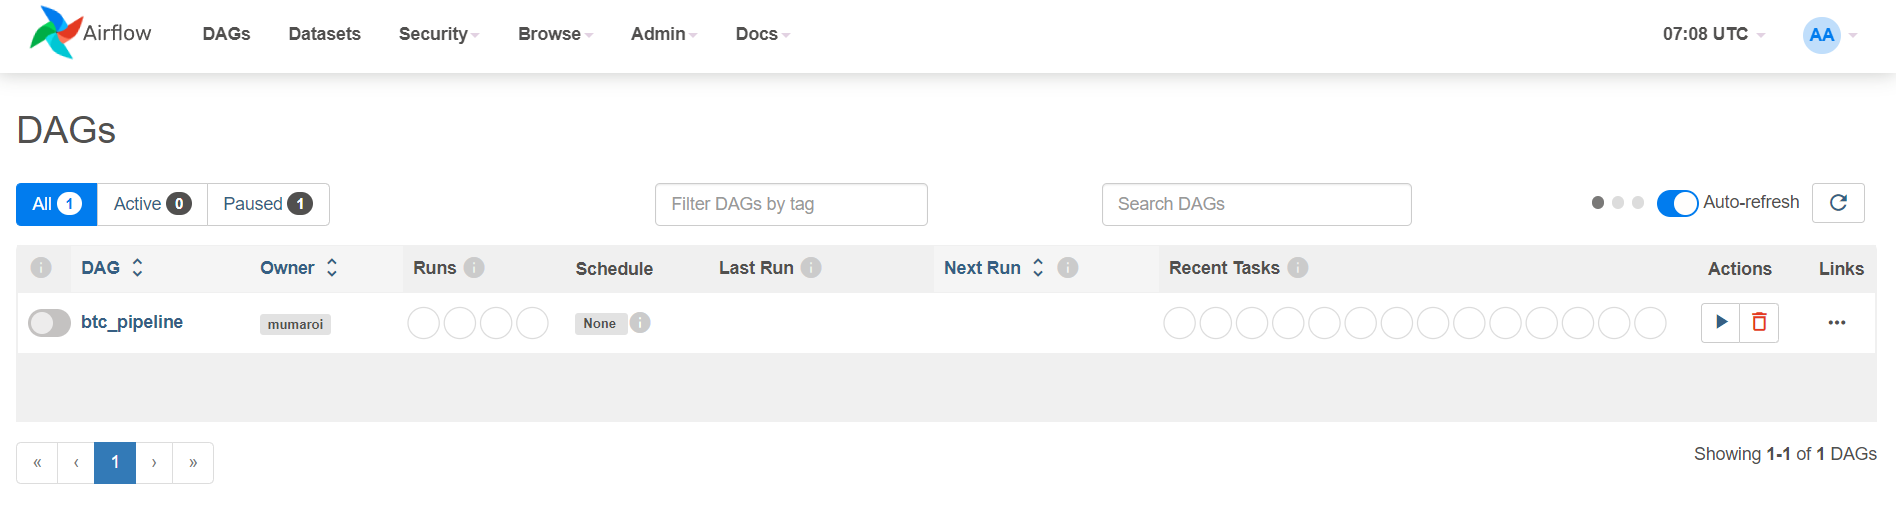 Airflow DAGs Datasets Security Browse Admin Docs 07:08 UTC AA
DAGs
All 1 Active 0 Paused 1 Filter DAGs by tag Search DAGs Auto-refresh
i DAG Owner Runs i Schedule Last Run i Next Run i Recent Tasks i Actions Links
btc_pipeline mumaroi None i
« ‹ 1 › »
Showing 1-1 of 1 DAGs